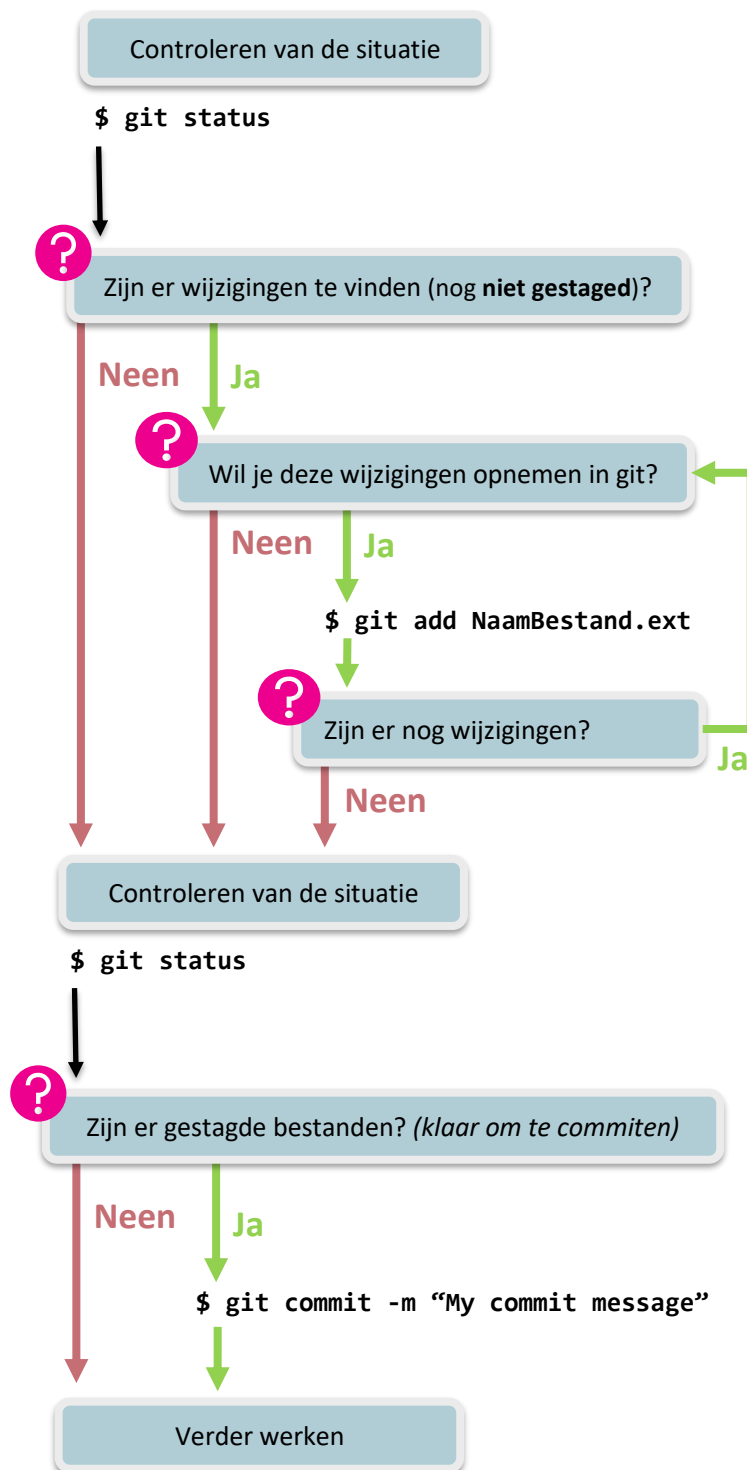 Controleren van de situatie
$ git status
?
Zijn er wijzigingen te vinden (nog niet gestaged)?
Neen
Ja
?
Wil je deze wijzigingen opnemen in git?
Neen
Ja
$ git add NaamBestand.ext
?
Zijn er nog wijzigingen?
Ja
Neen
Controleren van de situatie
$ git status
?
Zijn er gestagde bestanden? (klaar om te commiten)
Neen
Ja
$ git commit -m “My commit message”
Verder werken